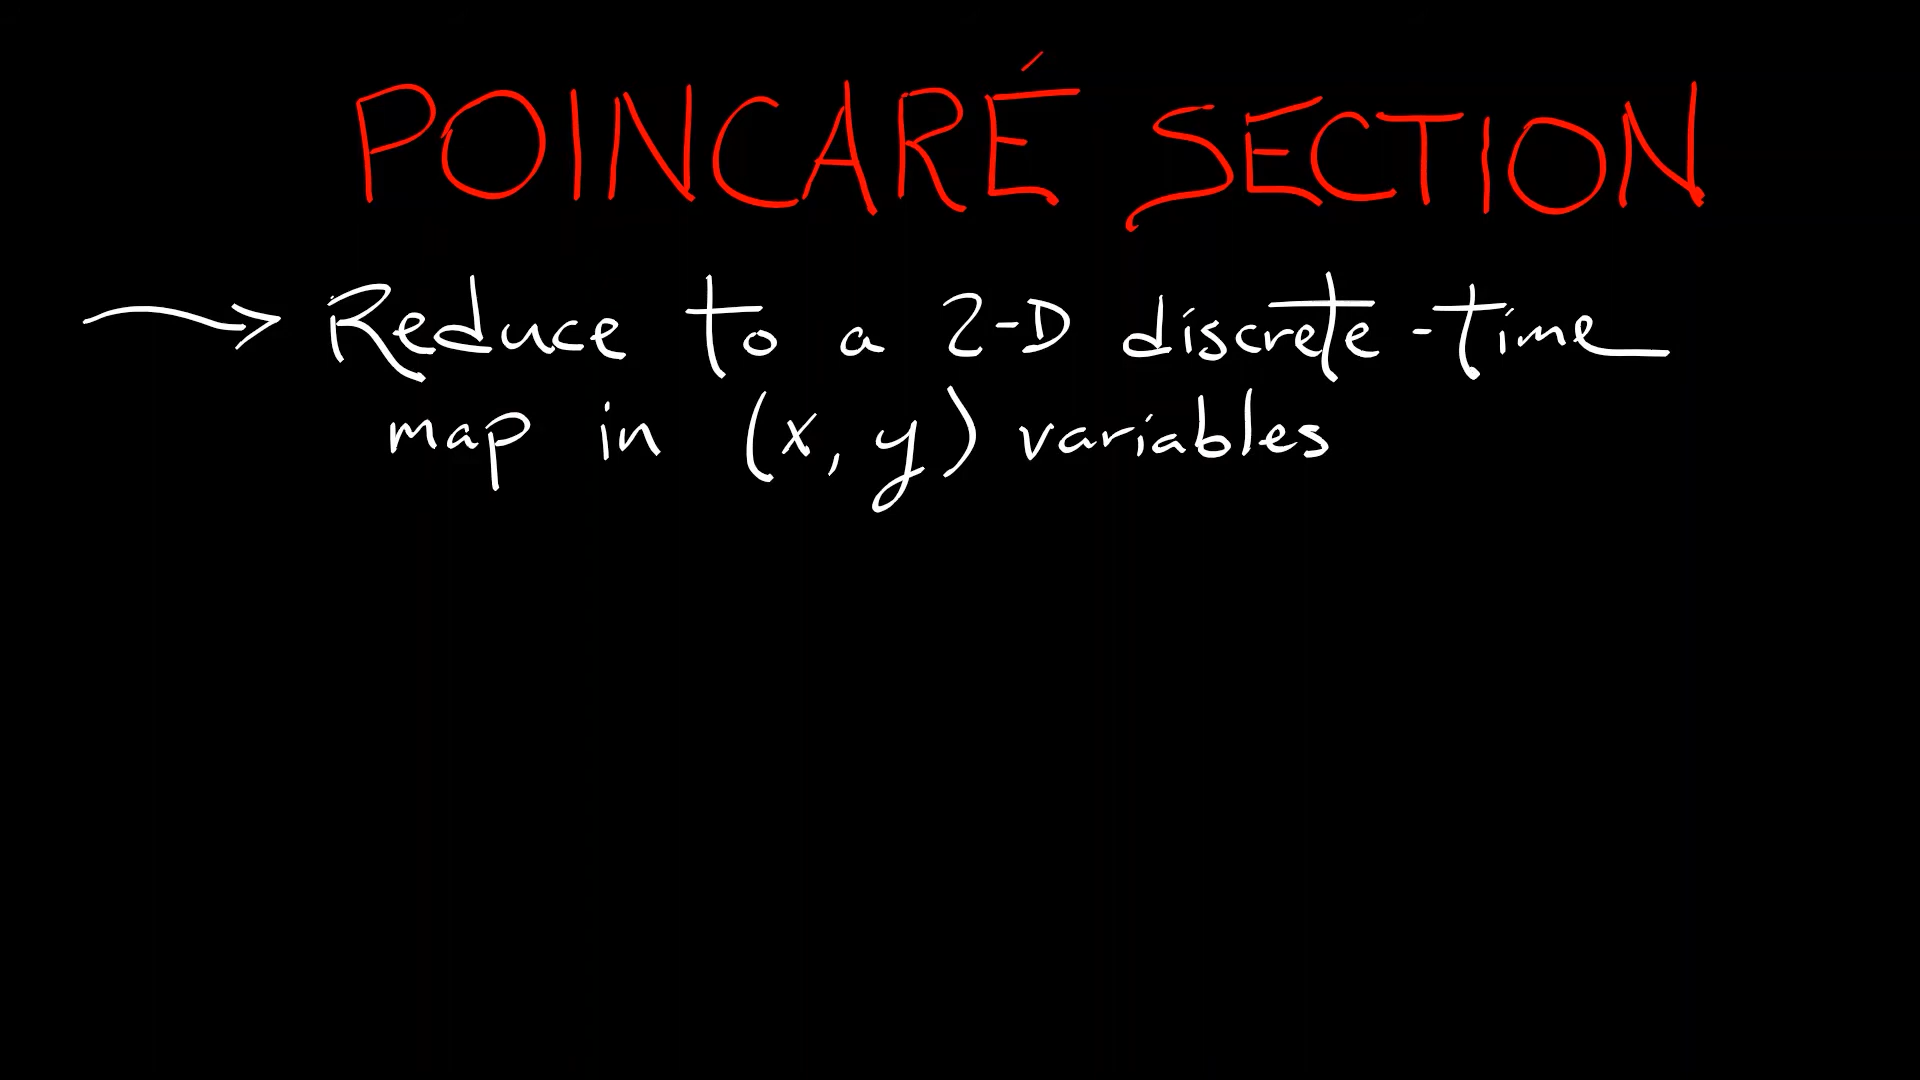 POINCARÉ SECTION
→ Reduce to a 2-D discrete-time
map in (x, y) variables